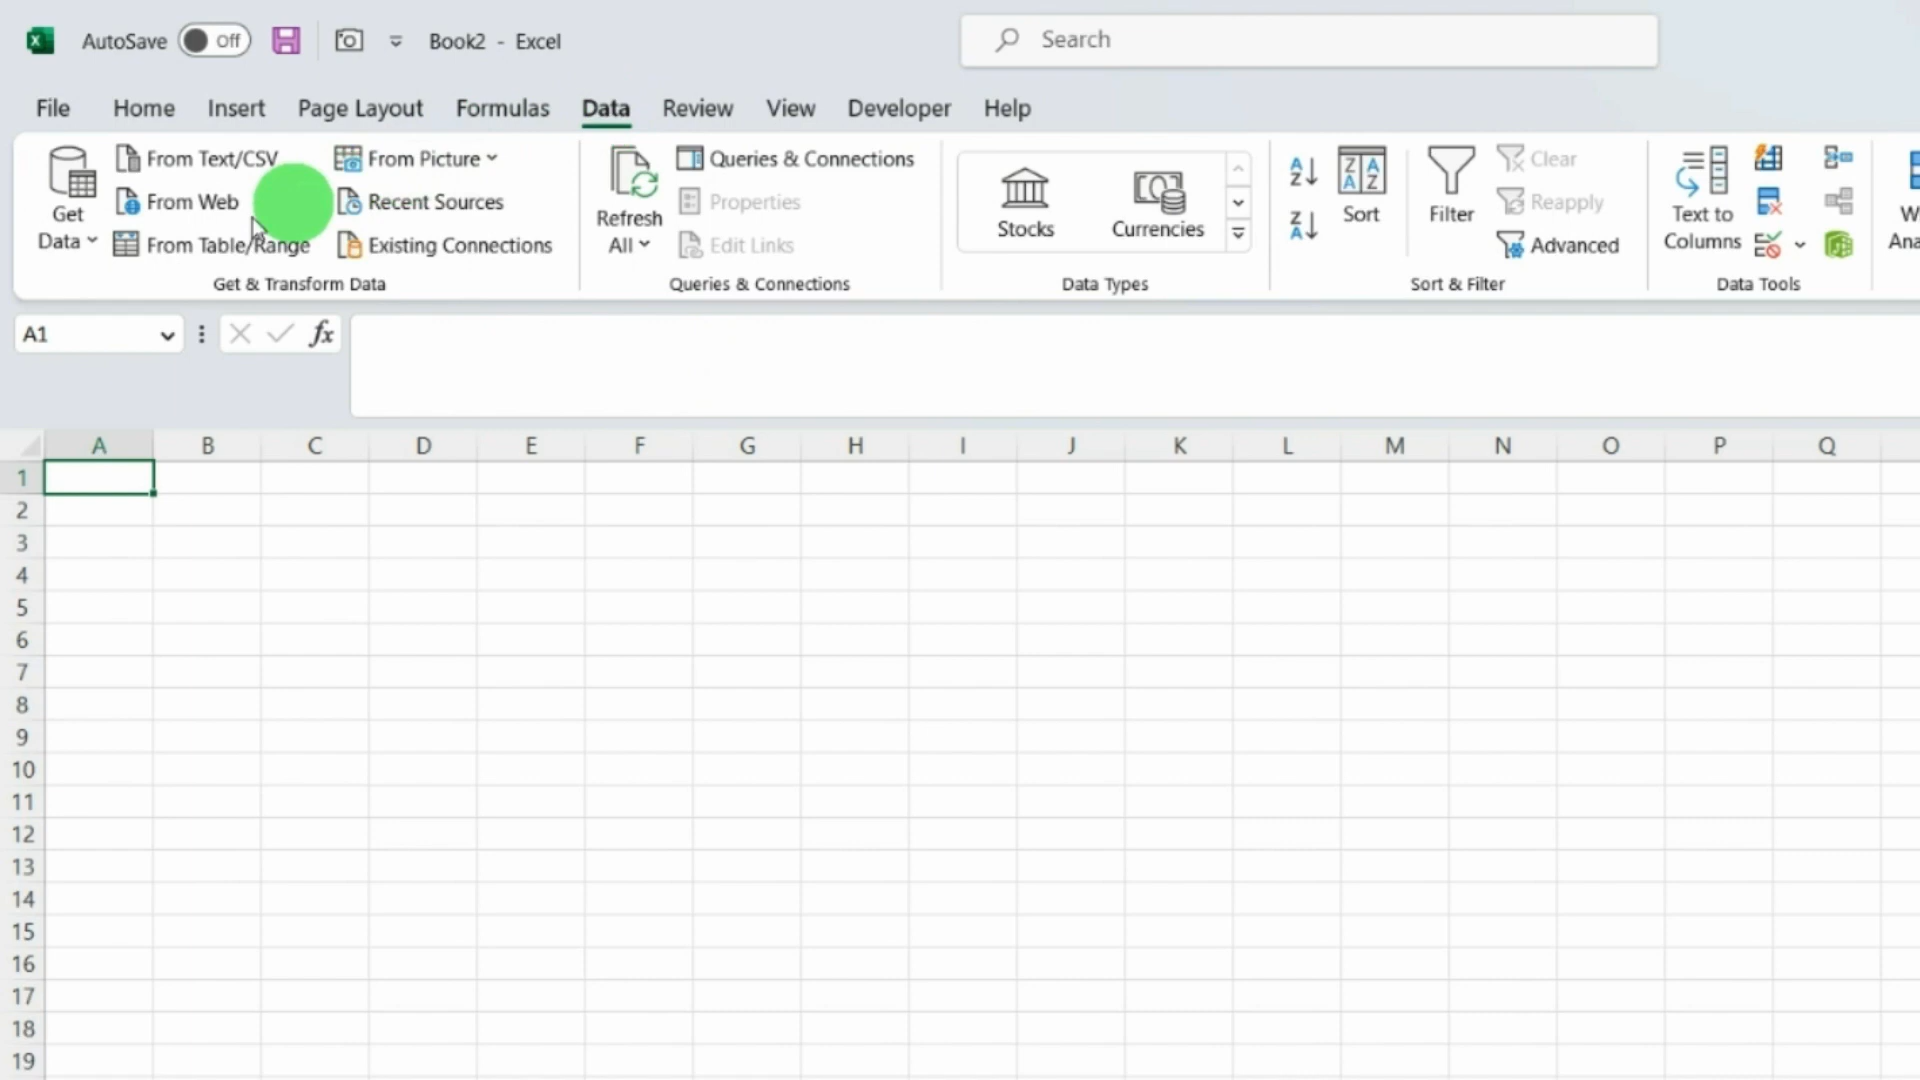 AutoSave Off Book2 - Excel Search
File Home Insert Page Layout Formulas Data Review View Developer Help
Get Data
From Text/CSV
From Web
From Table/Range
From Picture
Recent Sources
Existing Connections
Get & Transform Data
Refresh All
Queries & Connections
Properties
Edit Links
Queries & Connections
Stocks
Currencies
Data Types
Sort
Filter
Clear
Reapply
Advanced
Sort & Filter
Text to
Columns
Data Tools
A1
fx
A B C D E F G H I J K L M N O P Q
1
2
3
4
5
6
7
8
9
10
11
12
13
14
15
16
17
18
19